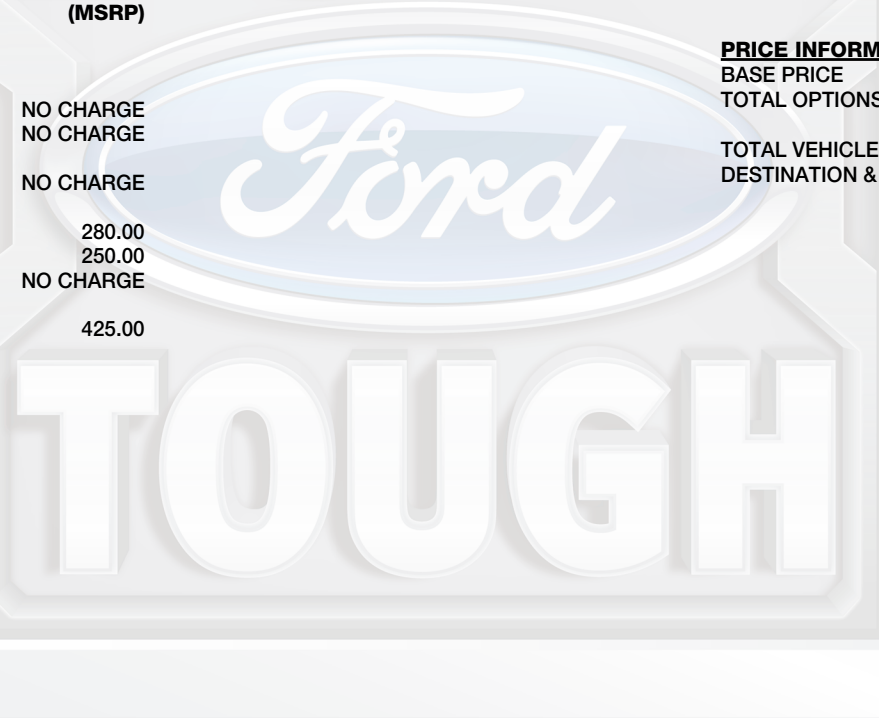 (MSRP)
NO CHARGE
NO CHARGE
NO CHARGE
280.00
250.00
NO CHARGE
425.00
PRICE INFORM
BASE PRICE
TOTAL OPTIONS
TOTAL VEHICLE
DESTINATION &
Ford
TOUGH